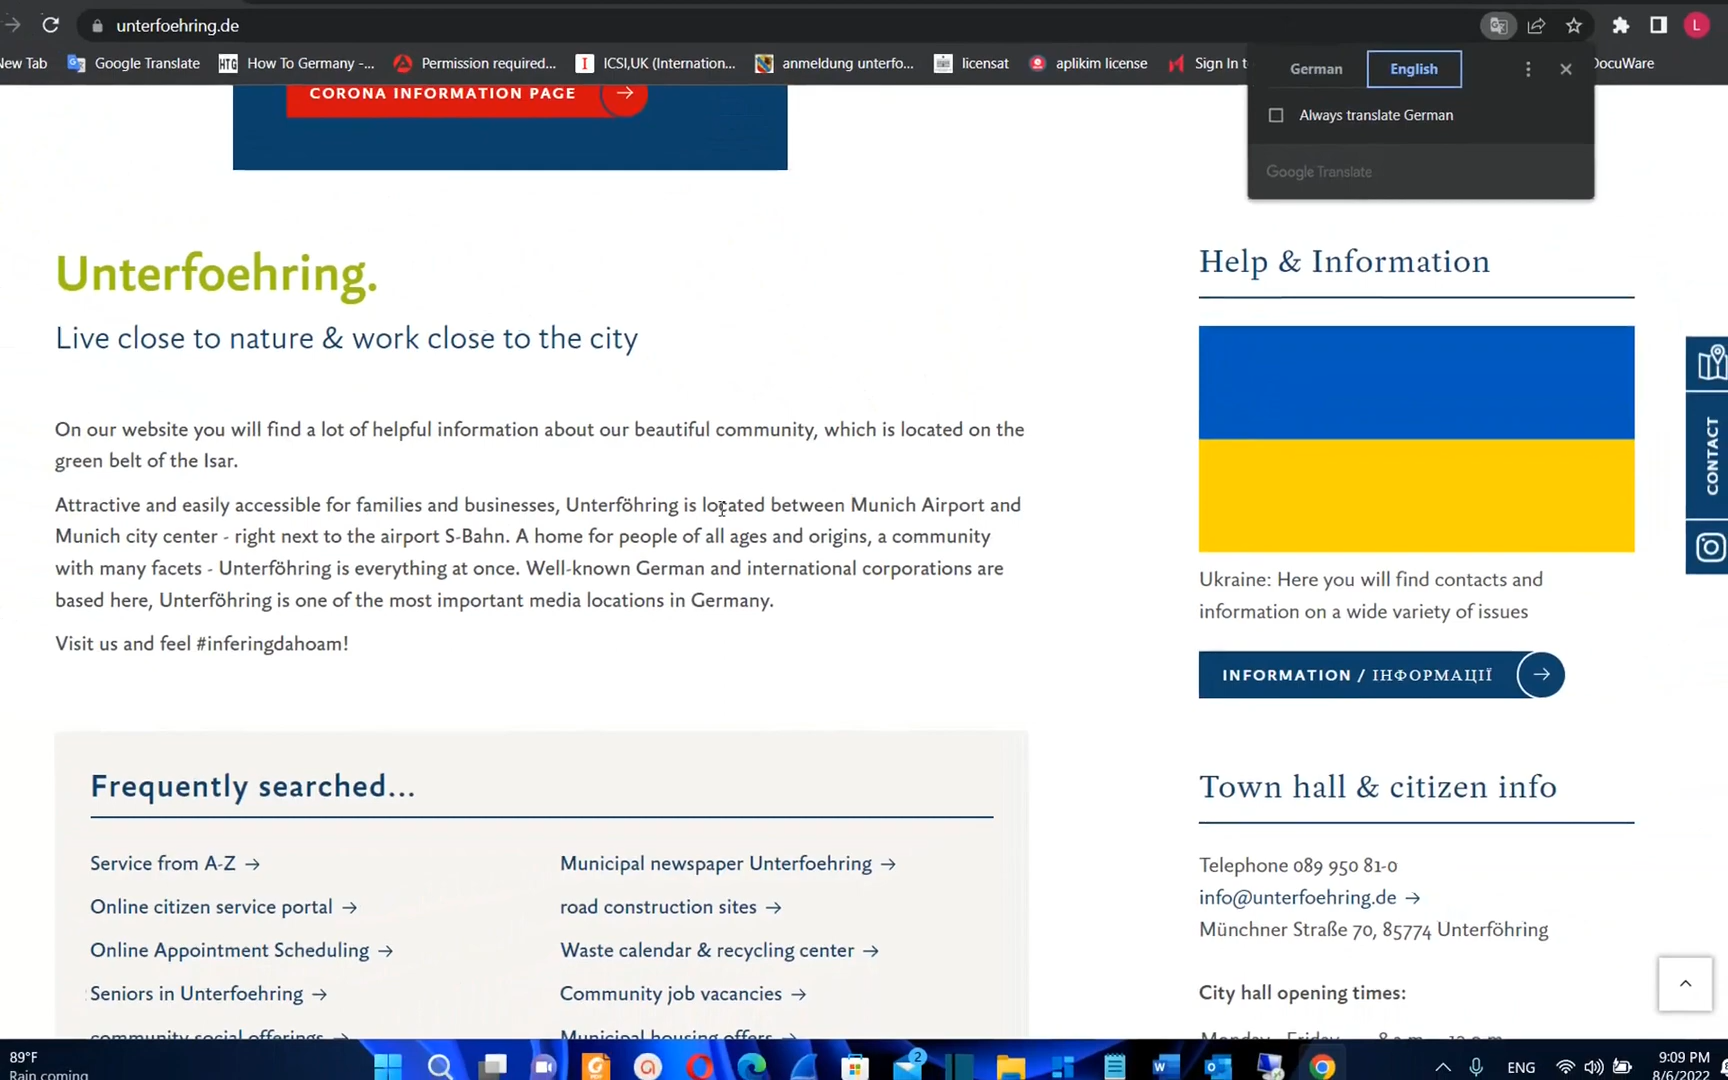 unterfoehring.de
New Tab
Google Translate
HTG
How To Germany -...
Permission required...
ICSI,UK (Internation...
anmeldung unterfo...
licensat
aplikim license
Sign In t
DocuWare
L
German
English
Always translate German
Google Translate
CORONA INFORMATION PAGE
Unterfoehring.
Live close to nature & work close to the city
On our website you will find a lot of helpful information about our beautiful community, which is located on the
green belt of the Isar.
Attractive and easily accessible for families and businesses, Unterföhring is located between Munich Airport and
Munich city center - right next to the airport S-Bahn. A home for people of all ages and origins, a community
with many facets - Unterföhring is everything at once. Well-known German and international corporations are
based here, Unterföhring is one of the most important media locations in Germany.
Visit us and feel #inferingdahoam!
Frequently searched...
Service from A-Z
Online citizen service portal
Online Appointment Scheduling
Seniors in Unterfoehring
community social offerings
Municipal newspaper Unterfoehring
road construction sites
Waste calendar & recycling center
Community job vacancies
Municipal housing offers
Help & Information
Ukraine: Here you will find contacts and
information on a wide variety of issues
INFORMATION / ІНФОРМАЦІЇ
Town hall & citizen info
Telephone 089 950 81-0
info@unterfoehring.de
Münchner Straße 70, 85774 Unterföhring
City hall opening times:
Monday - Friday
CONTACT
89°F
Rain coming
2
ENG
9:09 PM
8/6/2022